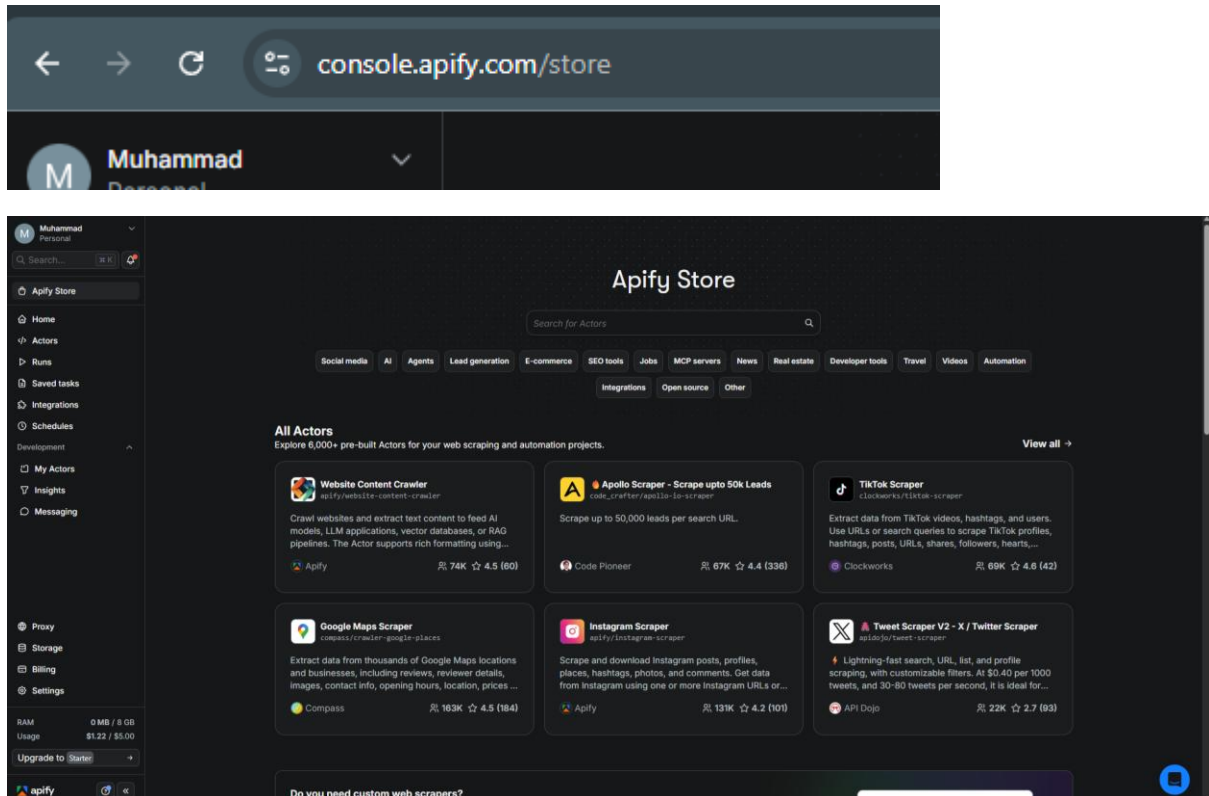 console.apify.com/store
M
Muhammad
Personal
M
Muhammad
Personal
Search...
⌘ K
Apify Store
Home
Actors
Runs
Saved tasks
Integrations
Schedules
Development
My Actors
Insights
Messaging
Proxy
Storage
Billing
Settings
RAM 0 MB / 8 GB
Usage $1.22 / $5.00
Upgrade to Starter →
apify
Apify Store
Search for Actors
Social media AI Agents Lead generation E-commerce SEO tools Jobs MCP servers News Real estate Developer tools Travel Videos Automation
Integrations Open source Other
All Actors
Explore 6,000+ pre-built Actors for your web scraping and automation projects.
View all →
Website Content Crawler
apify/website-content-crawler
Crawl websites and extract text content to feed AI
models, LLM applications, vector databases, or RAG
pipelines. The Actor supports rich formatting using...
Apify 74K 4.5 (60)
🔥 Apollo Scraper - Scrape upto 50k Leads
code_crafter/apollo-io-scraper
Scrape up to 50,000 leads per search URL.
Code Pioneer 67K 4.4 (336)
TikTok Scraper
clockworks/tiktok-scraper
Extract data from TikTok videos, hashtags, and users.
Use URLs or search queries to scrape TikTok profiles,
hashtags, posts, URLs, shares, followers, hearts,...
Clockworks 69K 4.6 (42)
Google Maps Scraper
compass/crawler-google-places
Extract data from thousands of Google Maps locations
and businesses, including reviews, reviewer details,
images, contact info, opening hours, location, prices ...
Compass 163K 4.5 (184)
Instagram Scraper
apify/instagram-scraper
Scrape and download Instagram posts, profiles,
places, hashtags, photos, and comments. Get data
from Instagram using one or more Instagram URLs or...
Apify 131K 4.2 (101)
Tweet Scraper V2 - X / Twitter Scraper
apidojo/tweet-scraper
⚡ Lightning-fast search, URL, list, and profile
scraping, with customizable filters. At $0.40 per 1000
tweets, and 30-80 tweets per second, it is ideal for...
API Dojo 22K 2.7 (93)
Do you need custom web scrapers?